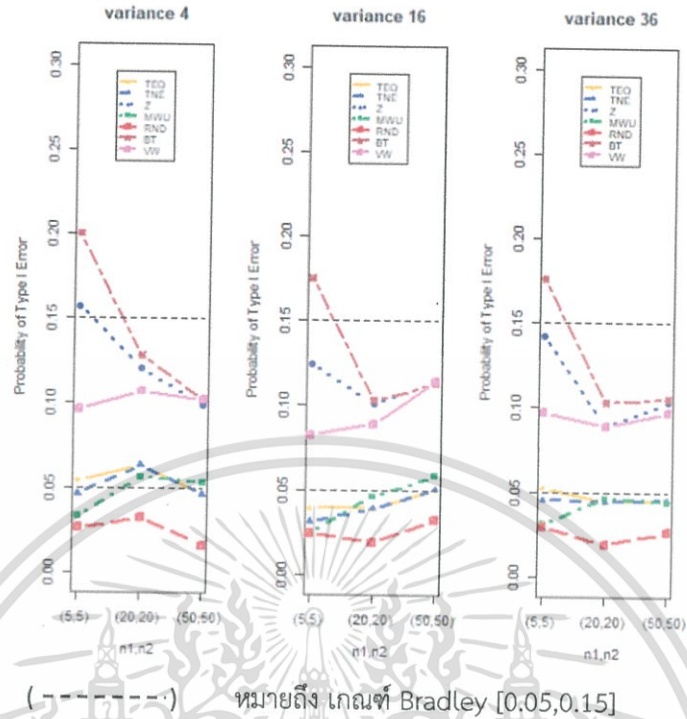 variance 4
variance 16
variance 36
Probability of Type I Error
0.00 0.05 0.10 0.15 0.20 0.25 0.30
TEQ
TNE
Z
MWU
RND
BT
VW
(5,5) (20,20) (50,50)
n1,n2
Probability of Type I Error
0.00 0.05 0.10 0.15 0.20 0.25 0.30
TEQ
TNE
Z
MWU
RND
BT
VW
(5,5) (20,20) (50,50)
n1,n2
Probability of Type I Error
0.00 0.05 0.10 0.15 0.20 0.25 0.30
TEQ
TNE
Z
MWU
RND
BT
VW
(5,5) (20,20) (50,50)
n1,n2
(--------) หมายถึง เกณฑ์ Bradley [0.05,0.15]